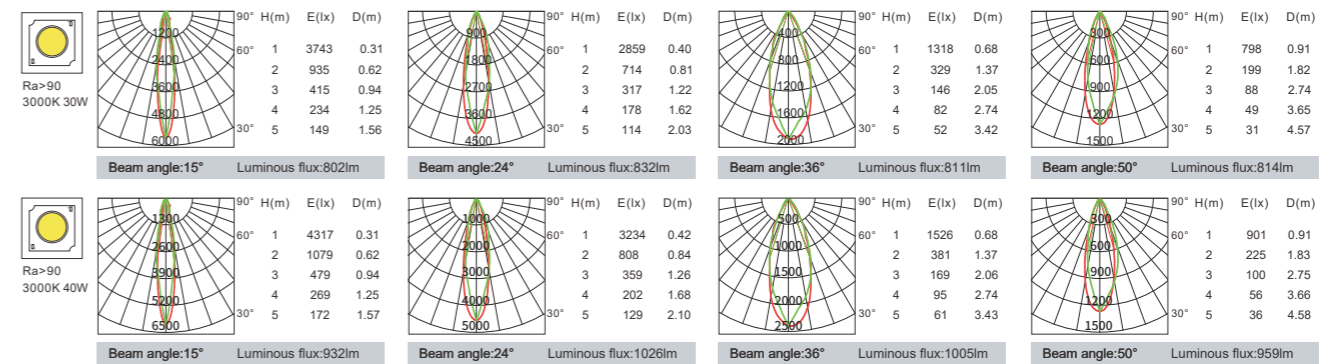 Ra>90
3000K 30W
90° H(m) E(lx) D(m)
1200
60° 1 3743 0.31
2400
2 935 0.62
3600
3 415 0.94
4800
4 234 1.25
30° 5 149 1.56
6000
Beam angle:15° Luminous flux:802lm
90° H(m) E(lx) D(m)
900
60° 1 2859 0.40
1800
2 714 0.81
2700
3 317 1.22
3600
4 178 1.62
30° 5 114 2.03
4500
Beam angle:24° Luminous flux:832lm
90° H(m) E(lx) D(m)
400
60° 1 1318 0.68
800
2 329 1.37
1200
3 146 2.05
1600
4 82 2.74
30° 5 52 3.42
2000
Beam angle:36° Luminous flux:811lm
90° H(m) E(lx) D(m)
300
60° 1 798 0.91
600
2 199 1.82
900
3 88 2.74
1200
4 49 3.65
30° 5 31 4.57
1500
Beam angle:50° Luminous flux:814lm
Ra>90
3000K 40W
90° H(m) E(lx) D(m)
1300
60° 1 4317 0.31
2600
2 1079 0.62
3900
3 479 0.94
5200
4 269 1.25
30° 5 172 1.57
6500
Beam angle:15° Luminous flux:932lm
90° H(m) E(lx) D(m)
1000
60° 1 3234 0.42
2000
2 808 0.84
3000
3 359 1.26
4000
4 202 1.68
30° 5 129 2.10
5000
Beam angle:24° Luminous flux:1026lm
90° H(m) E(lx) D(m)
500
60° 1 1526 0.68
1000
2 381 1.37
1500
3 169 2.06
2000
4 95 2.74
30° 5 61 3.43
2500
Beam angle:36° Luminous flux:1005lm
90° H(m) E(lx) D(m)
300
60° 1 901 0.91
600
2 225 1.83
900
3 100 2.75
1200
4 56 3.66
30° 5 36 4.58
1500
Beam angle:50° Luminous flux:959lm